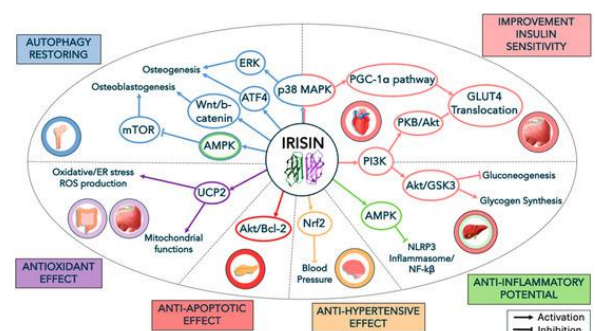 AUTOPHAGY
RESTORING
IMPROVEMENT
INSULIN
SENSITIVITY
Osteogenesis
ERK
p38 MAPK
PGC-1α pathway
Osteoblastogenesis
ATF4
GLUT4
Translocation
Wnt/b-
catenin
PKB/Akt
mTOR
AMPK
IRISIN
PI3K
Oxidative/ER stress
ROS production
UCP2
Akt/GSK3
Gluconeogenesis
Glycogen Synthesis
Mitochondrial
functions
Akt/Bcl-2
Nrf2
AMPK
NLRP3
Inflammasome/
NF-kβ
Blood
Pressure
ANTIOXIDANT
EFFECT
ANTI-APOPTOTIC
EFFECT
ANTI-HYPERTENSIVE
EFFECT
ANTI-INFLAMMATORY
POTENTIAL
Activation
Inhibition